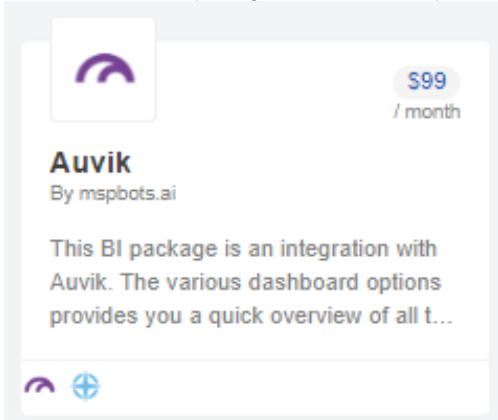 $99
/ month
Auvik
By mspbots.ai
This BI package is an integration with
Auvik. The various dashboard options
provides you a quick overview of all t...